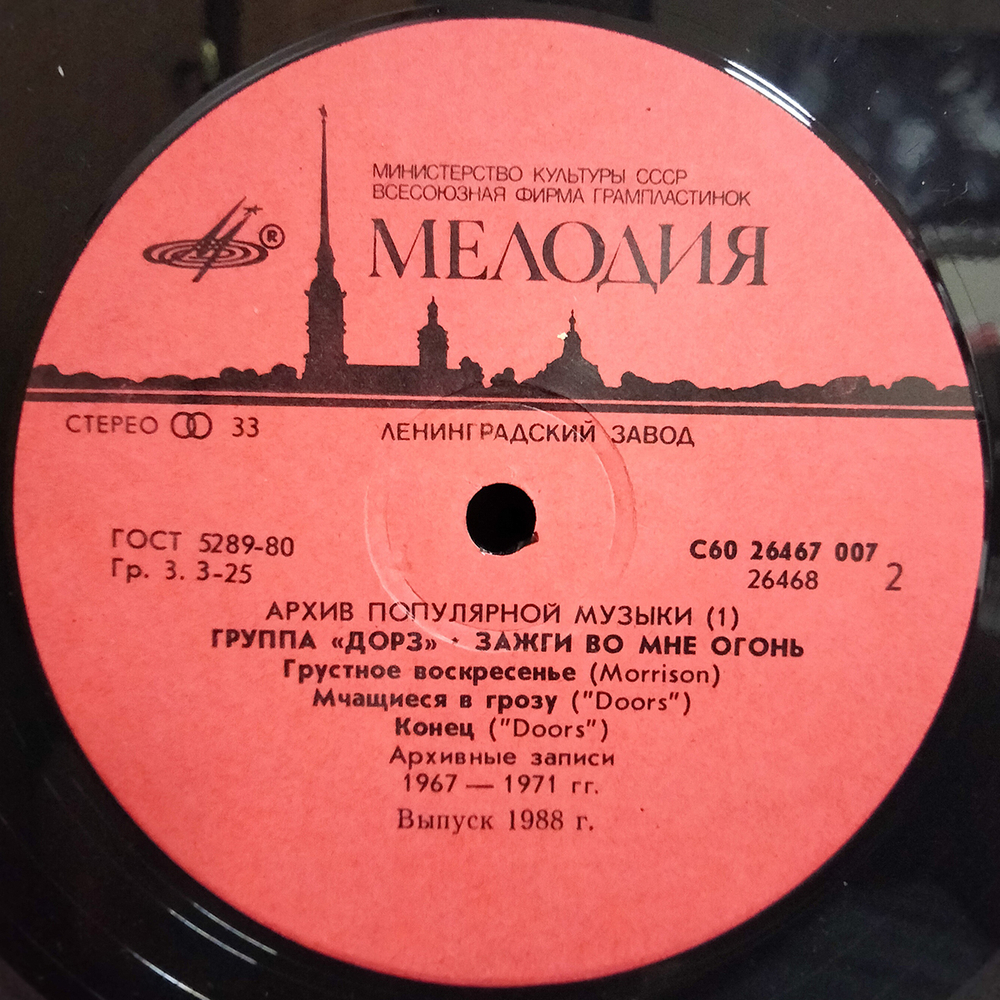 МИНИСТЕРСТВО КУЛЬТУРЫ СССР
ВСЕСОЮЗНАЯ ФИРМА ГРАМПЛАСТИНОК
®
МЕЛОДИЯ
СТЕРЕО 33
ЛЕНИНГРАДСКИЙ ЗАВОД
ГОСТ 5289-80
Гр. 3. 3-25
С60 26467 007
26468 2
АРХИВ ПОПУЛЯРНОЙ МУЗЫКИ (1)
ГРУППА «ДОРЗ» · ЗАЖГИ ВО МНЕ ОГОНЬ
Грустное воскресенье (Morrison)
Мчащиеся в грозу ("Doors")
Конец ("Doors")
Архивные записи
1967 — 1971 гг.
Выпуск 1988 г.